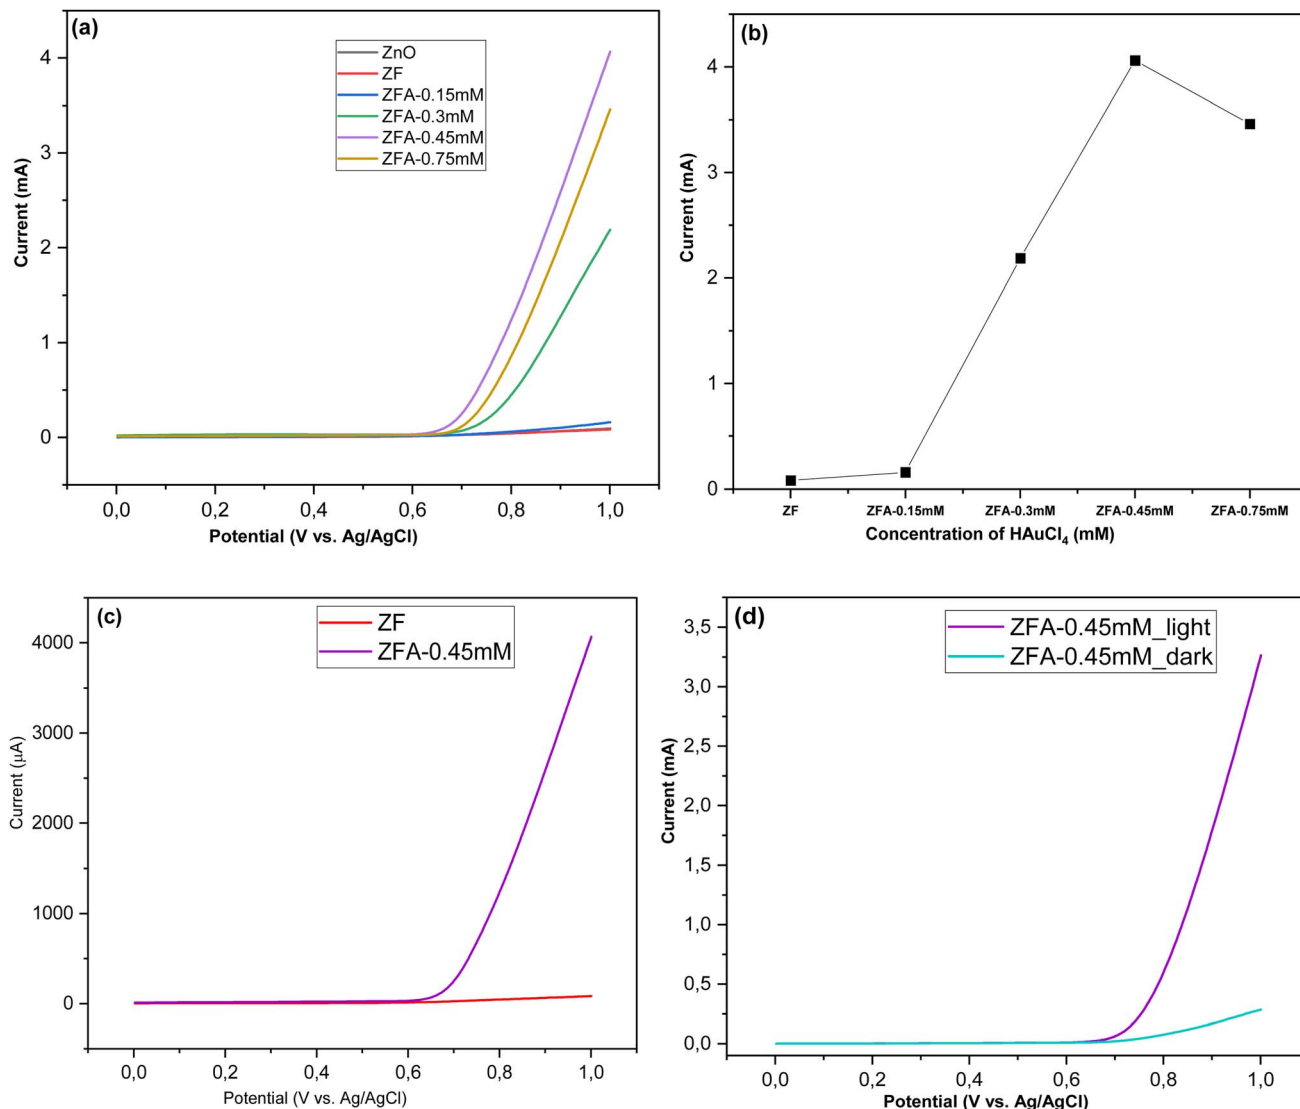 (a)
ZnO
ZF
ZFA-0.15mM
ZFA-0.3mM
ZFA-0.45mM
ZFA-0.75mM
Current (mA)
4
3
2
1
0
0,0 0,2 0,4 0,6 0,8 1,0
Potential (V vs. Ag/AgCl)
(b)
Current (mA)
4
3
2
1
0
ZF ZFA-0.15mM ZFA-0.3mM ZFA-0.45mM ZFA-0.75mM
Concentration of HAuCl₄ (mM)
(c)
ZF
ZFA-0.45mM
Current (μA)
4000
3000
2000
1000
0
0,0 0,2 0,4 0,6 0,8 1,0
Potential (V vs. Ag/AgCl)
(d)
ZFA-0.45mM_light
ZFA-0.45mM_dark
Current (mA)
3,5
3,0
2,5
2,0
1,5
1,0
0,5
0,0
0,0 0,2 0,4 0,6 0,8 1,0
Potential (V vs. Ag/AgCl)